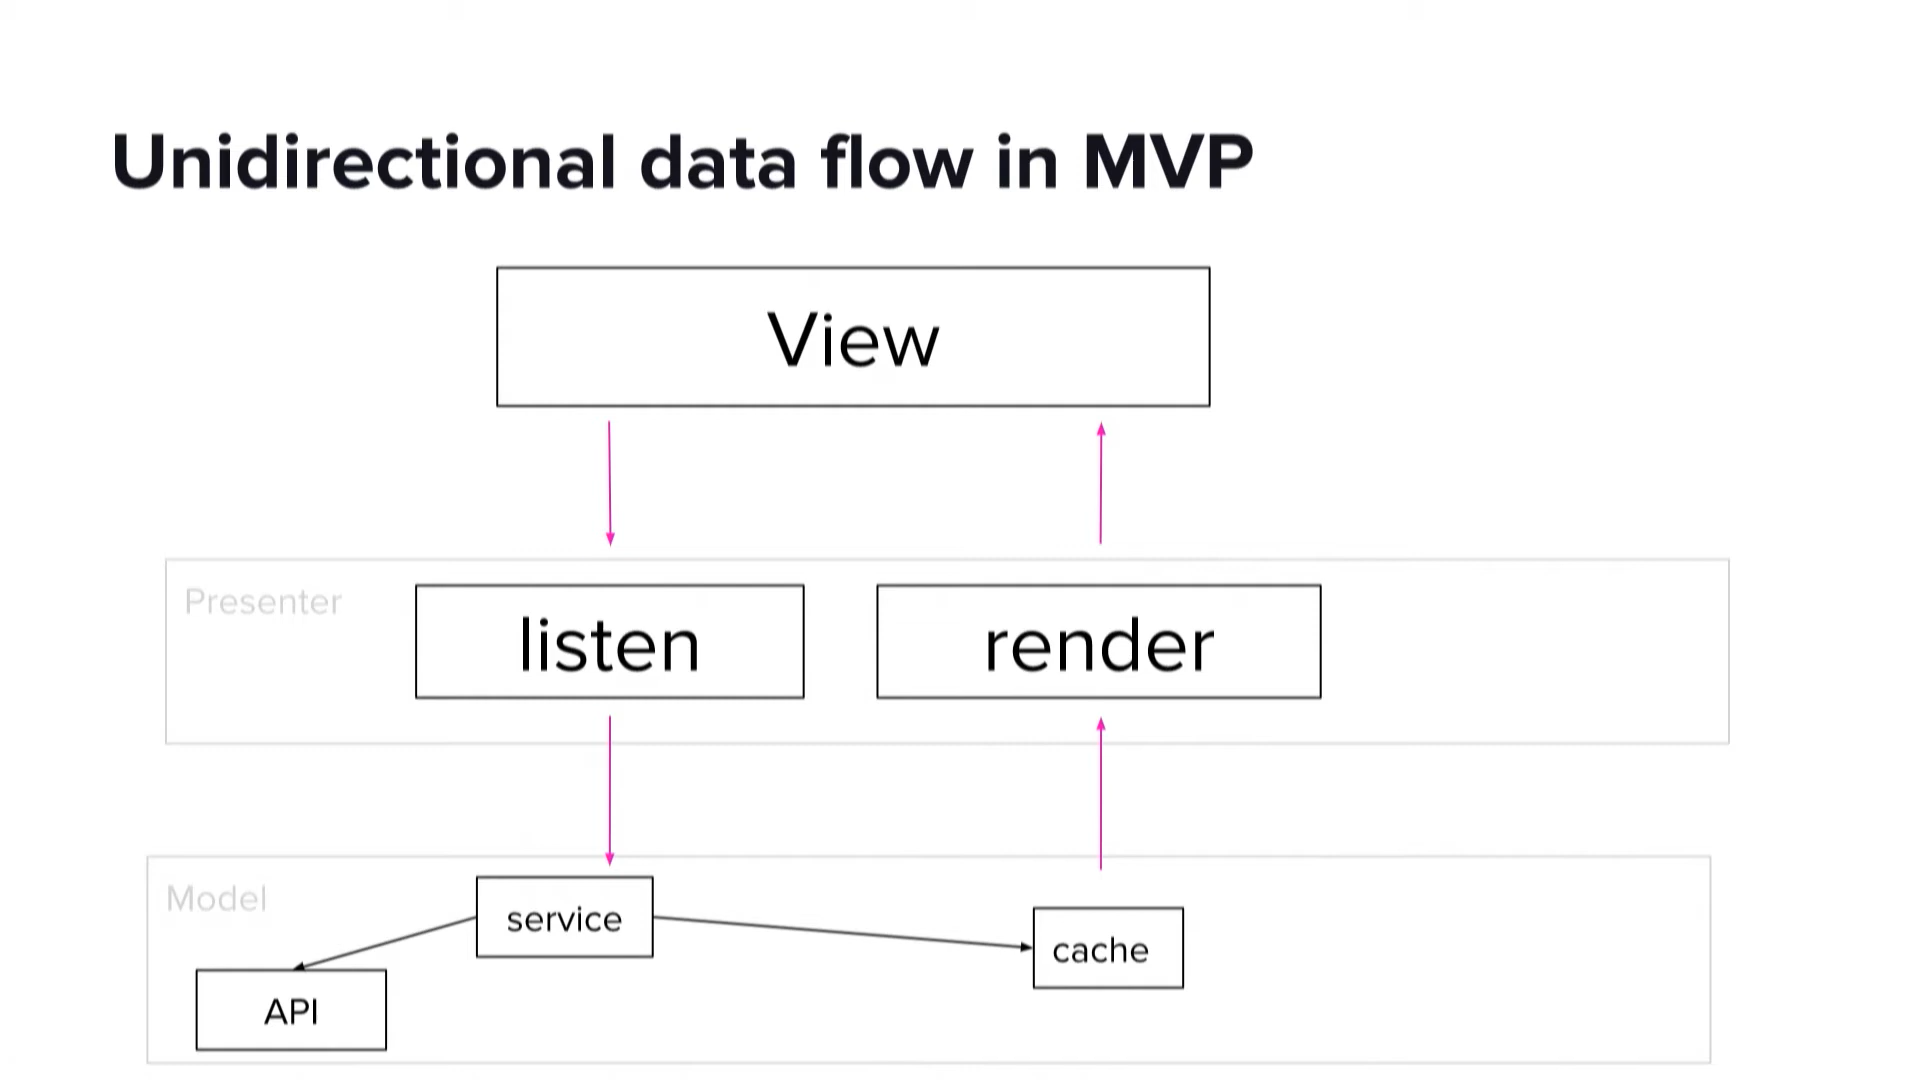 Unidirectional data flow in MVP
View
Presenter
listen
render
Model
service
cache
API